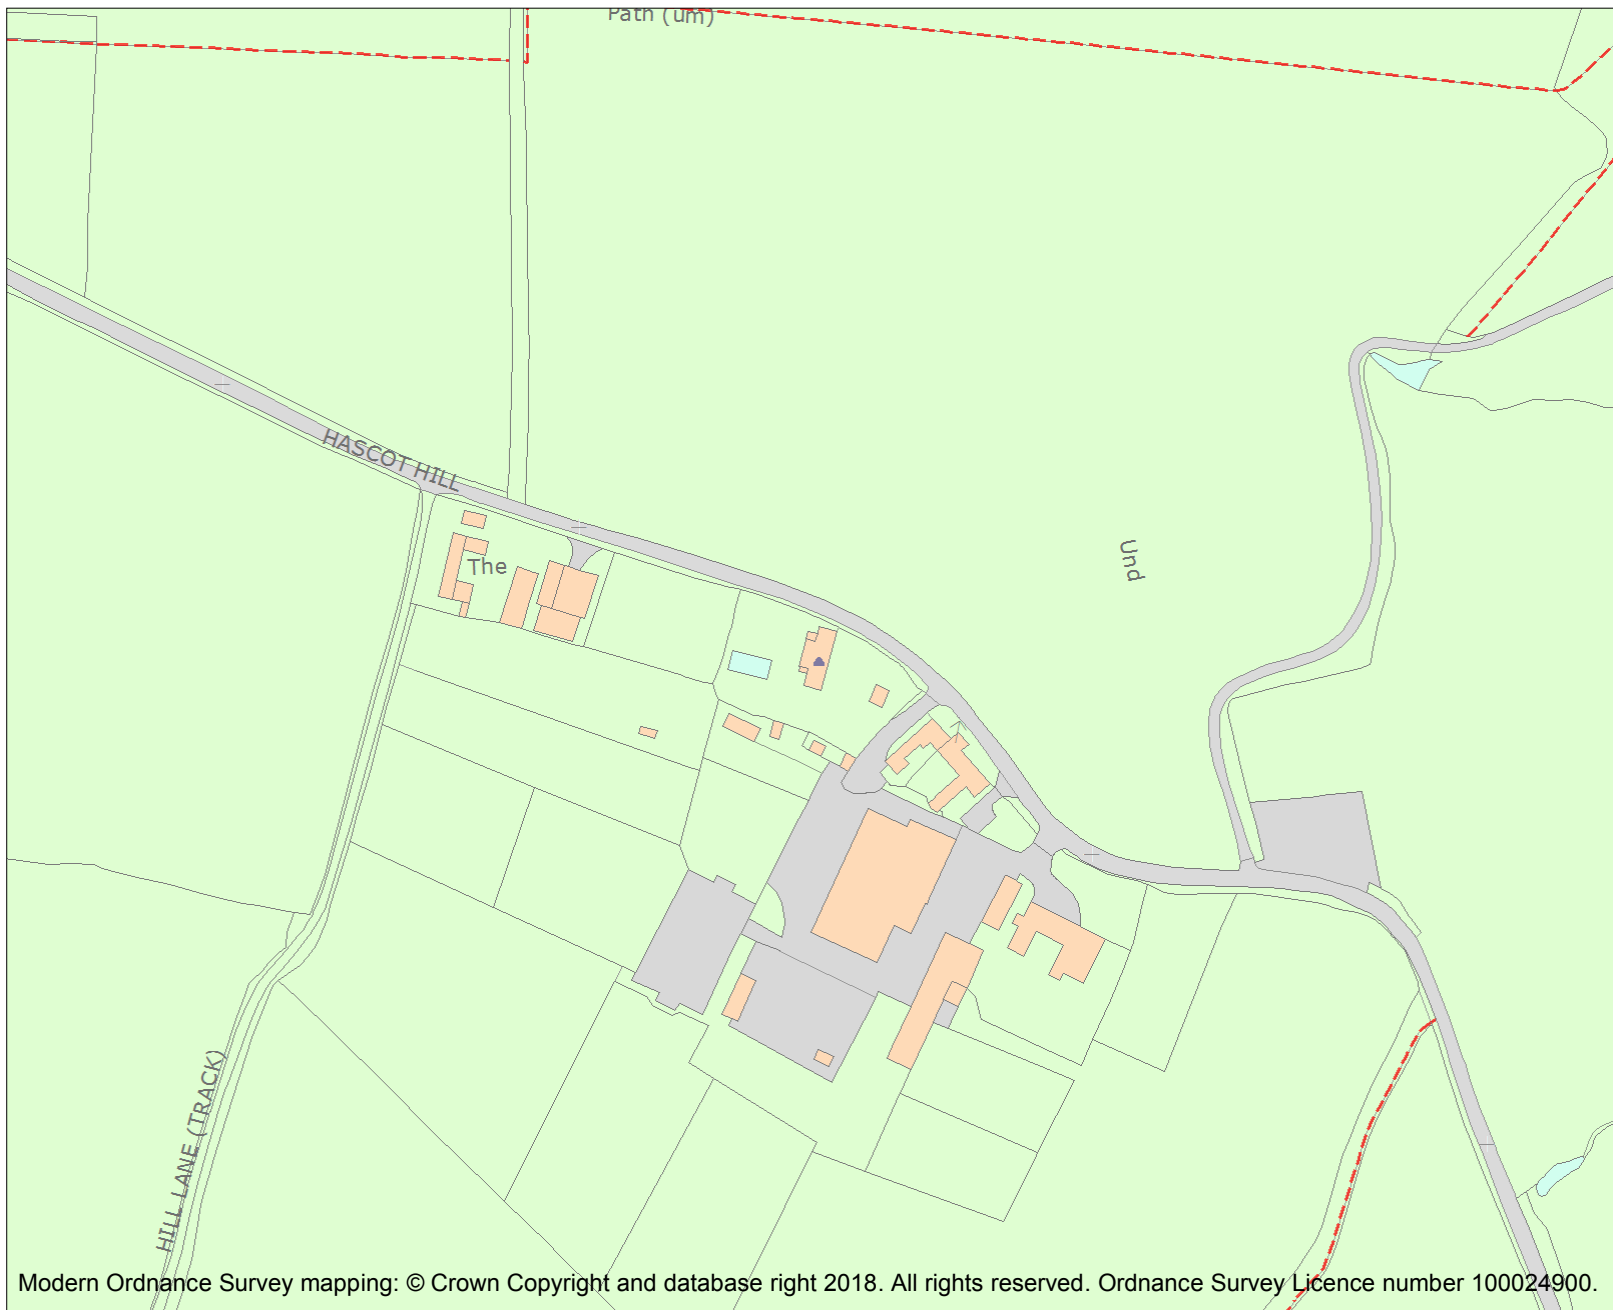 Path (um)
HASCOT HILL
Und
The
HILL LANE (TRACK)
Modern Ordnance Survey mapping: © Crown Copyright and database right 2018. All rights reserved. Ordnance Survey Licence number 100024900.